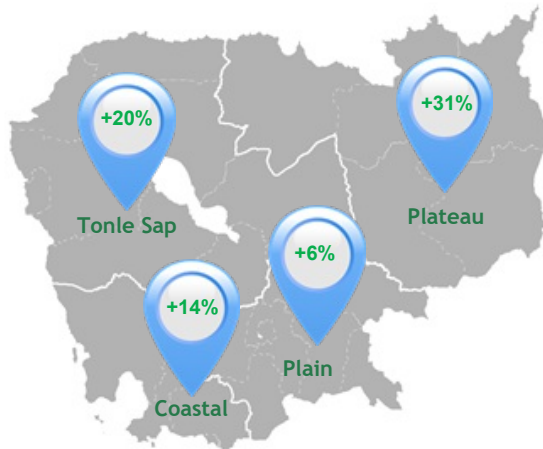 +31%
Plateau
+20%
Tonle Sap
+6%
Plain
+14%
Coastal